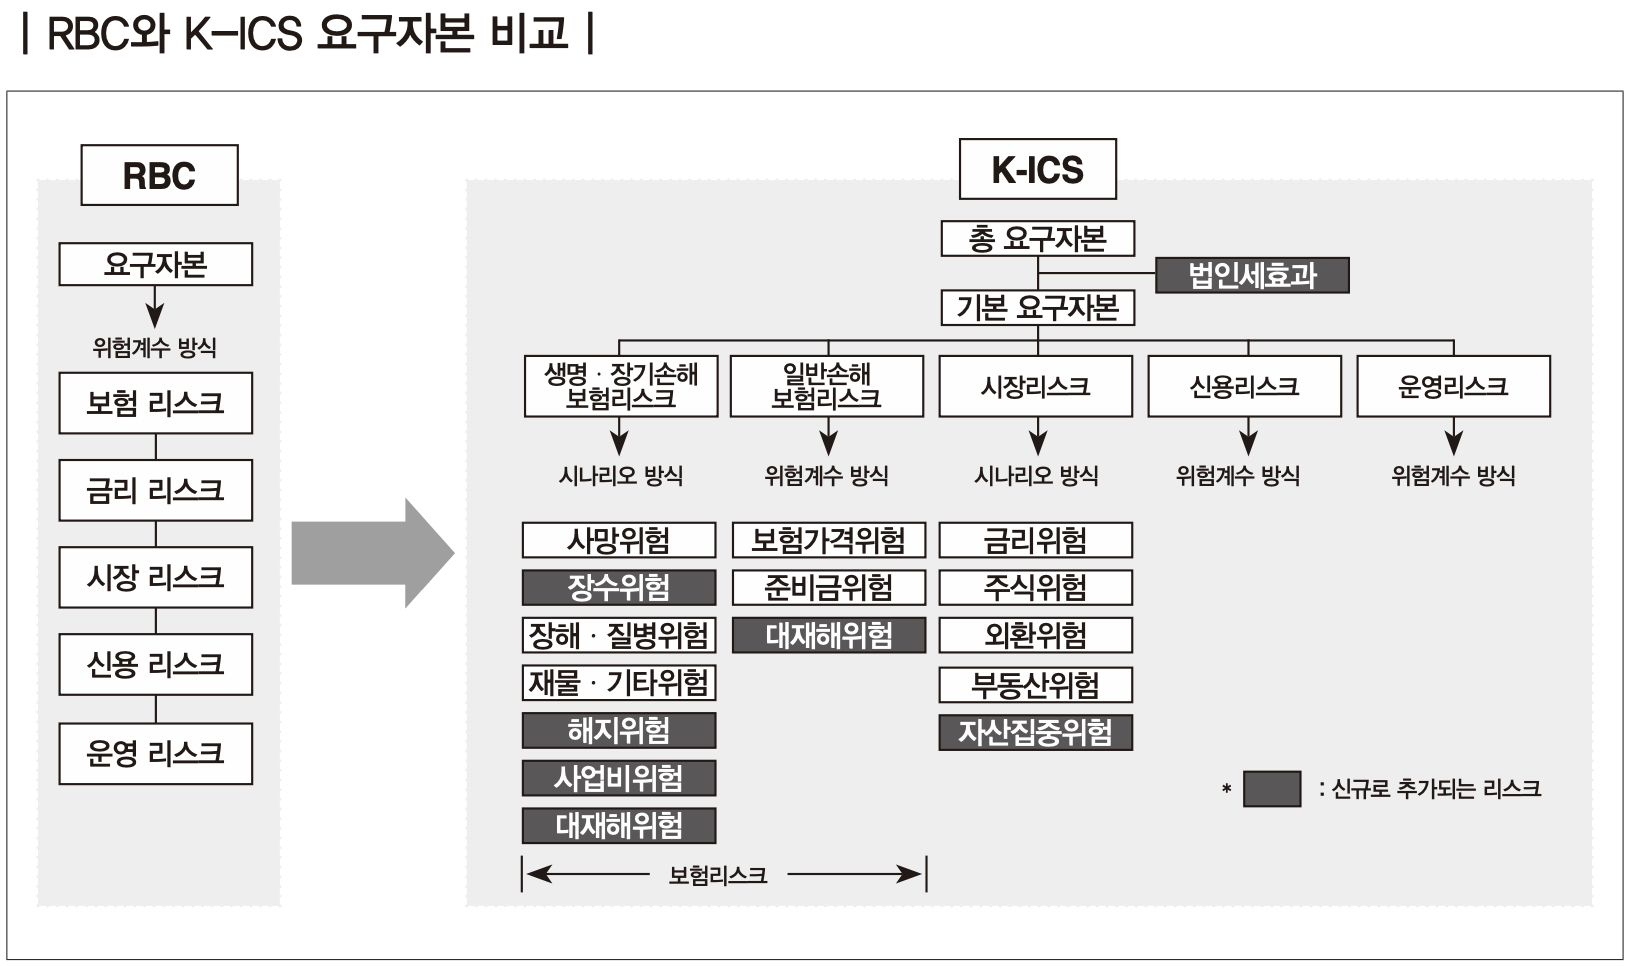 | RBC와 K-ICS 요구자본 비교 |
RBC
요구자본
위험계수 방식
보험 리스크
금리 리스크
시장 리스크
신용 리스크
운영 리스크
K-ICS
총 요구자본
법인세효과
기본 요구자본
생명 · 장기손해
보험리스크
시나리오 방식
사망위험
장수위험
장해 · 질병위험
재물 · 기타위험
해지위험
사업비위험
대재해위험
일반손해
보험리스크
위험계수 방식
보험가격위험
준비금위험
대재해위험
보험리스크
시장리스크
시나리오 방식
금리위험
주식위험
외환위험
부동산위험
자산집중위험
신용리스크
위험계수 방식
운영리스크
위험계수 방식
* : 신규로 추가되는 리스크